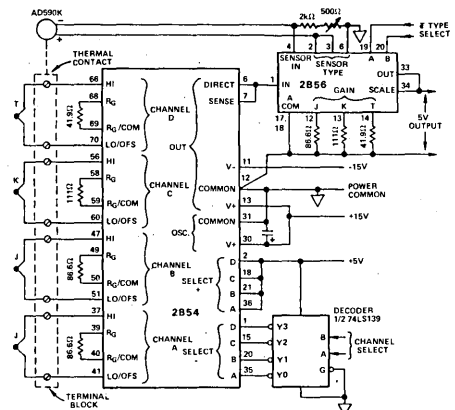 AD590K
−
+
THERMAL
CONTACT
2kΩ
500Ω
4
2
3
6
19
20
SENSOR
IN
SENSOR
TYPE
A
B
TYPE
SELECT
2B56
1
IN
A
COM
GAIN
J
K
T
OUT
33
SCALE
34
5V
OUTPUT
17,
18
12
13
14
86.6Ω
111Ω
41.9Ω
T
66
HI
68
RG
41.9Ω
69
RG/COM
70
LO/OFS
CHANNEL
D
DIRECT
6
SENSE
7
OUT
K
56
HI
58
RG
111Ω
59
RG/COM
60
LO/OFS
CHANNEL
C
V-
11
-15V
12
COMMON
POWER
COMMON
V+
13
+15V
OSC.
COMMON
31
+
V+
30
J
47
HI
49
RG
86.6Ω
50
RG/COM
51
LO/OFS
CHANNEL
B
SELECT
+
D
2
+5V
C
18
B
21
A
36
2B54
J
37
HI
39
RG
86.6Ω
40
RG/COM
41
LO/OFS
CHANNEL
A
SELECT
D
1
Y3
C
15
Y2
B
20
Y1
A
35
Y0
DECODER
1/2 74LS139
B
A
G
CHANNEL
SELECT
TERMINAL
BLOCK